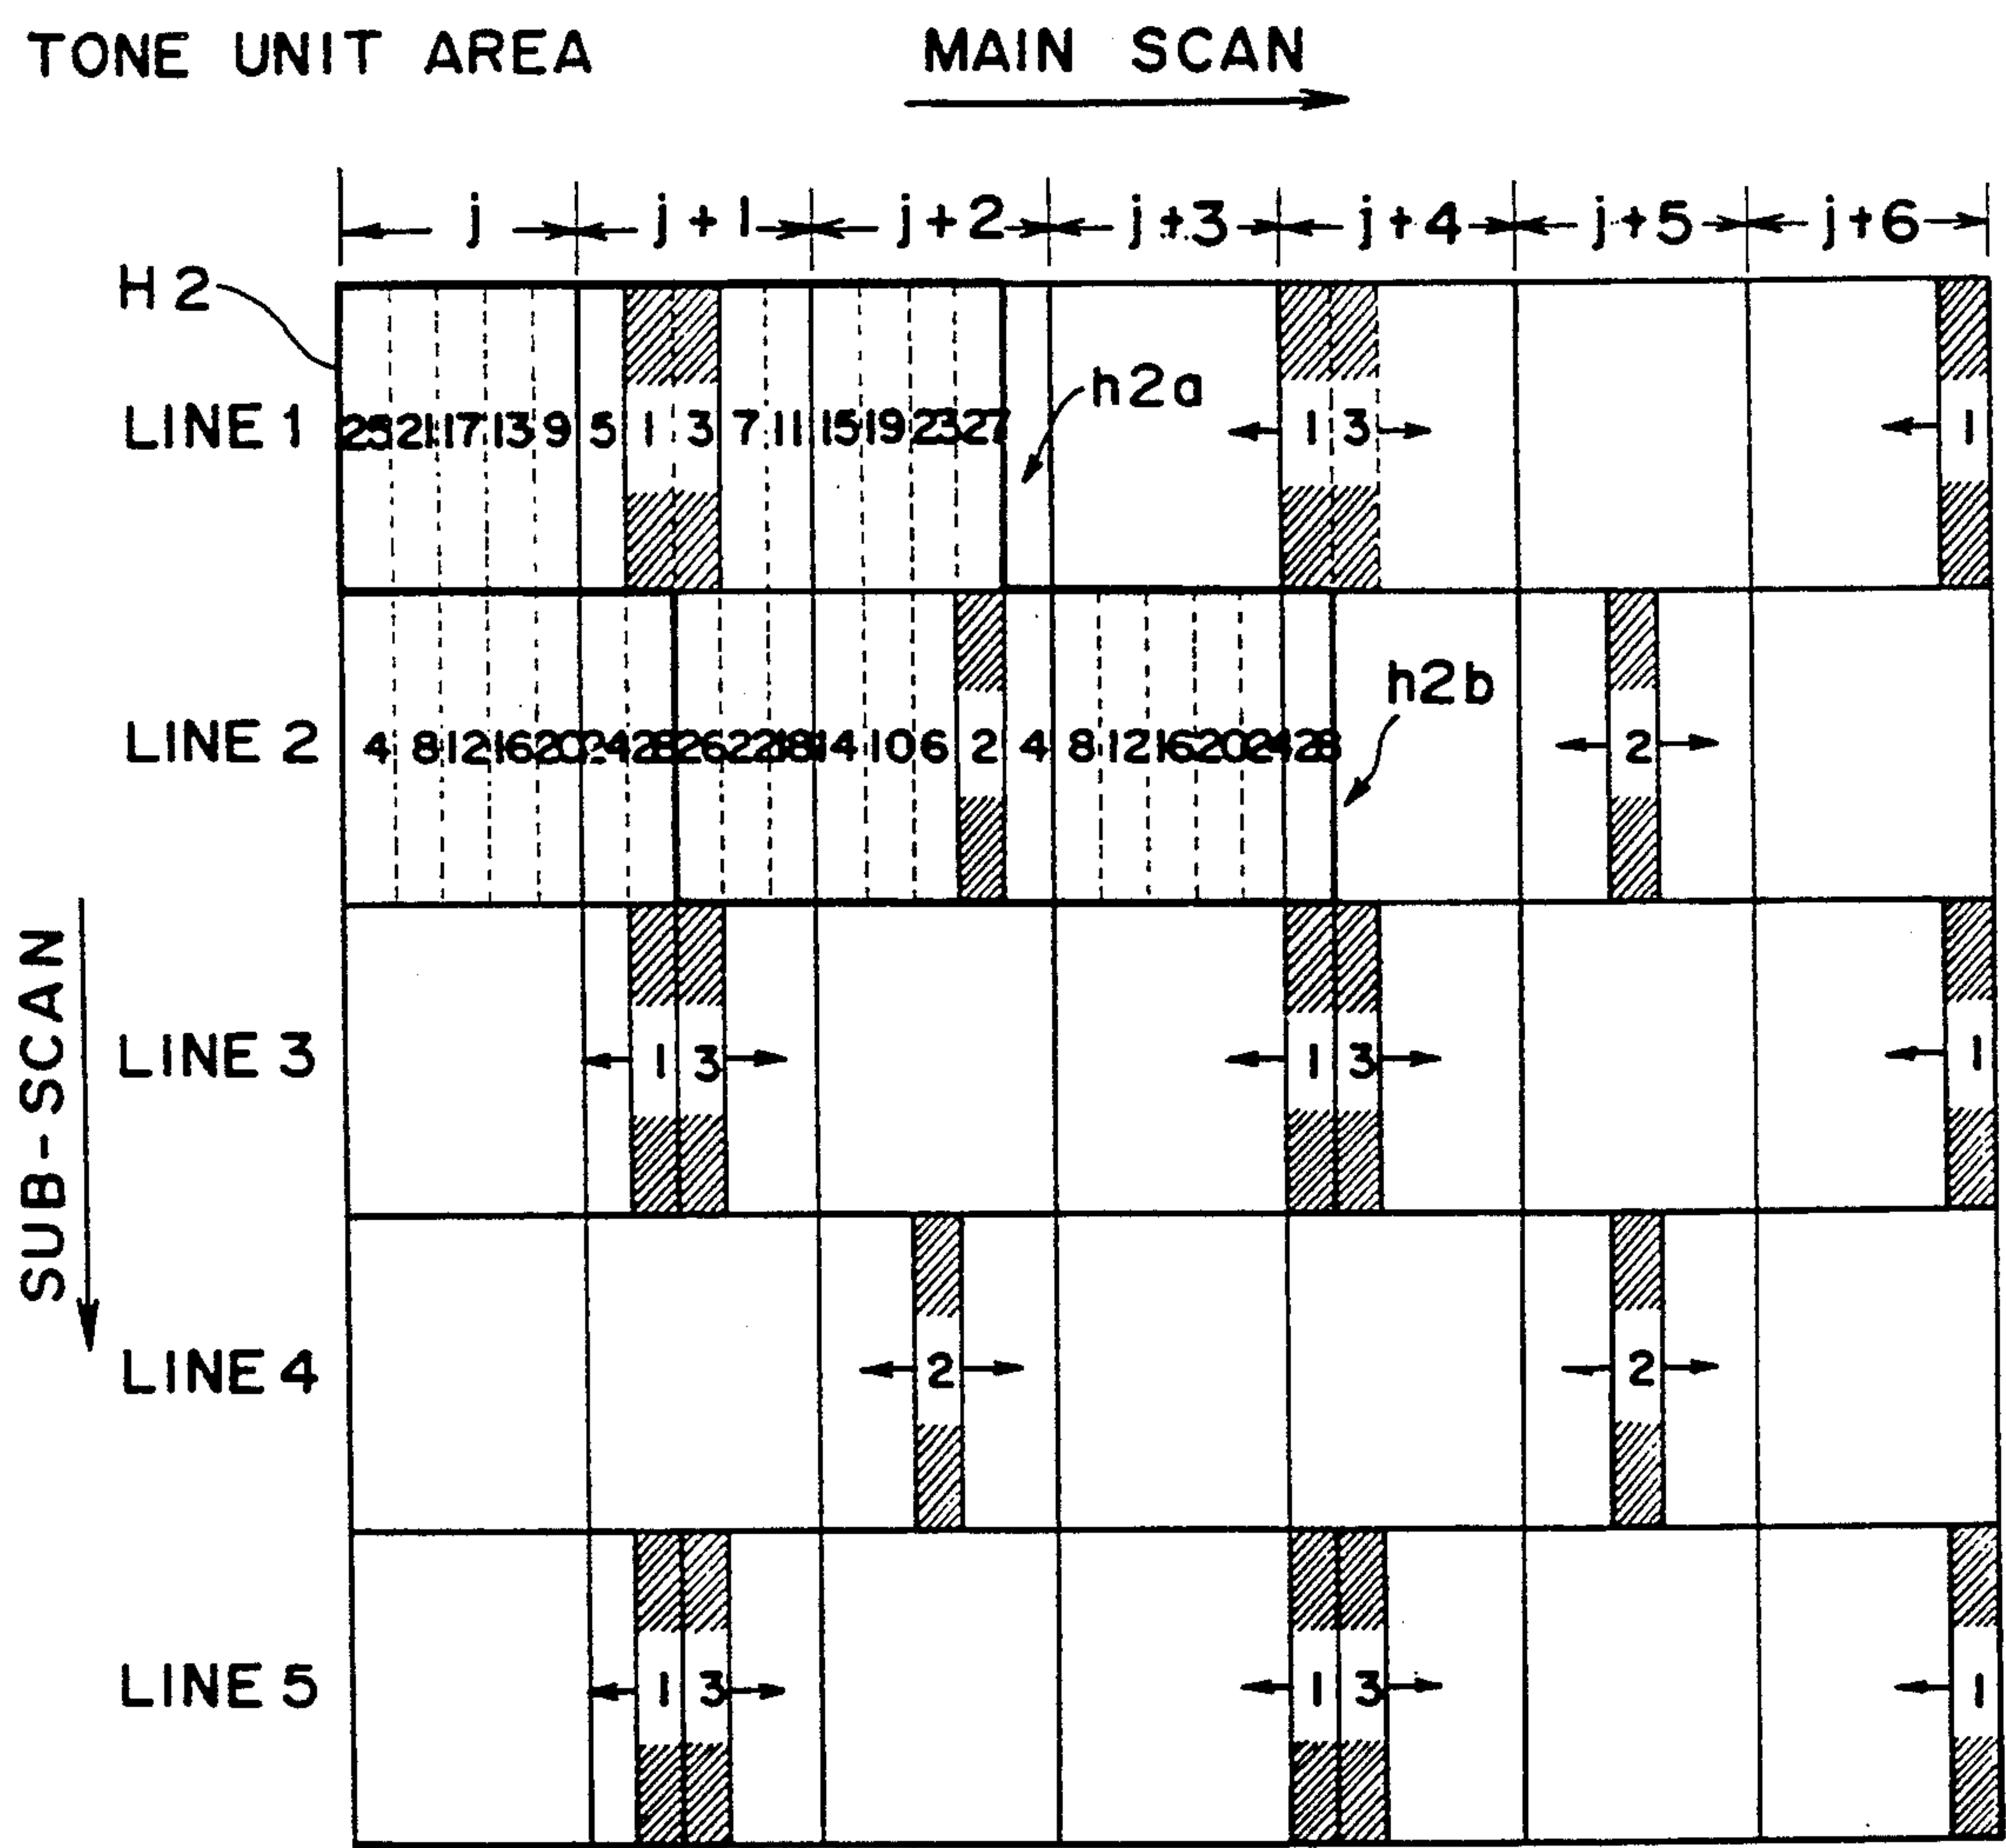 TONE UNIT AREA
MAIN SCAN
j j+1 j+2 j+3 j+4 j+5 j+6
H2
h2a
LINE 1 25 21 17 13 9 5 1 3 7 11 15 19 23 27 1 3 1
h2b
LINE 2 4 8 12 16 20 24 28 26 22 18 14 10 6 2 4 8 12 16 20 24 28 2
SUB-SCAN
LINE 3 1 3 1 3 1
LINE 4 2 2
LINE 5 1 3 1 3 1